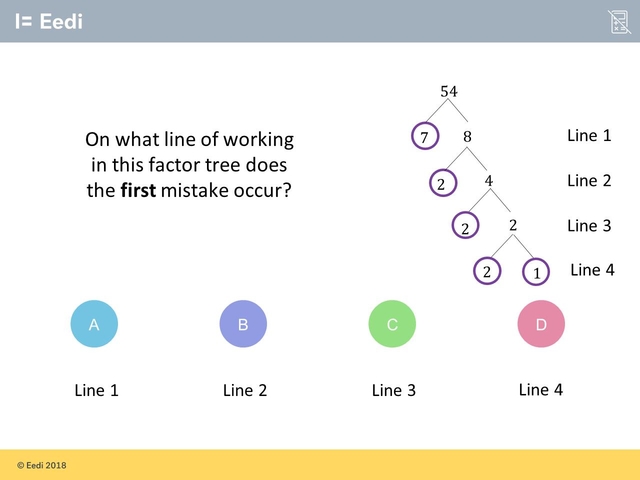 Eedi
54
On what line of working
in this factor tree does
the first mistake occur?
7 8 Line 1
2 4 Line 2
2 2 Line 3
2 1 Line 4
A B C D
Line 1 Line 2 Line 3 Line 4
© Eedi 2018